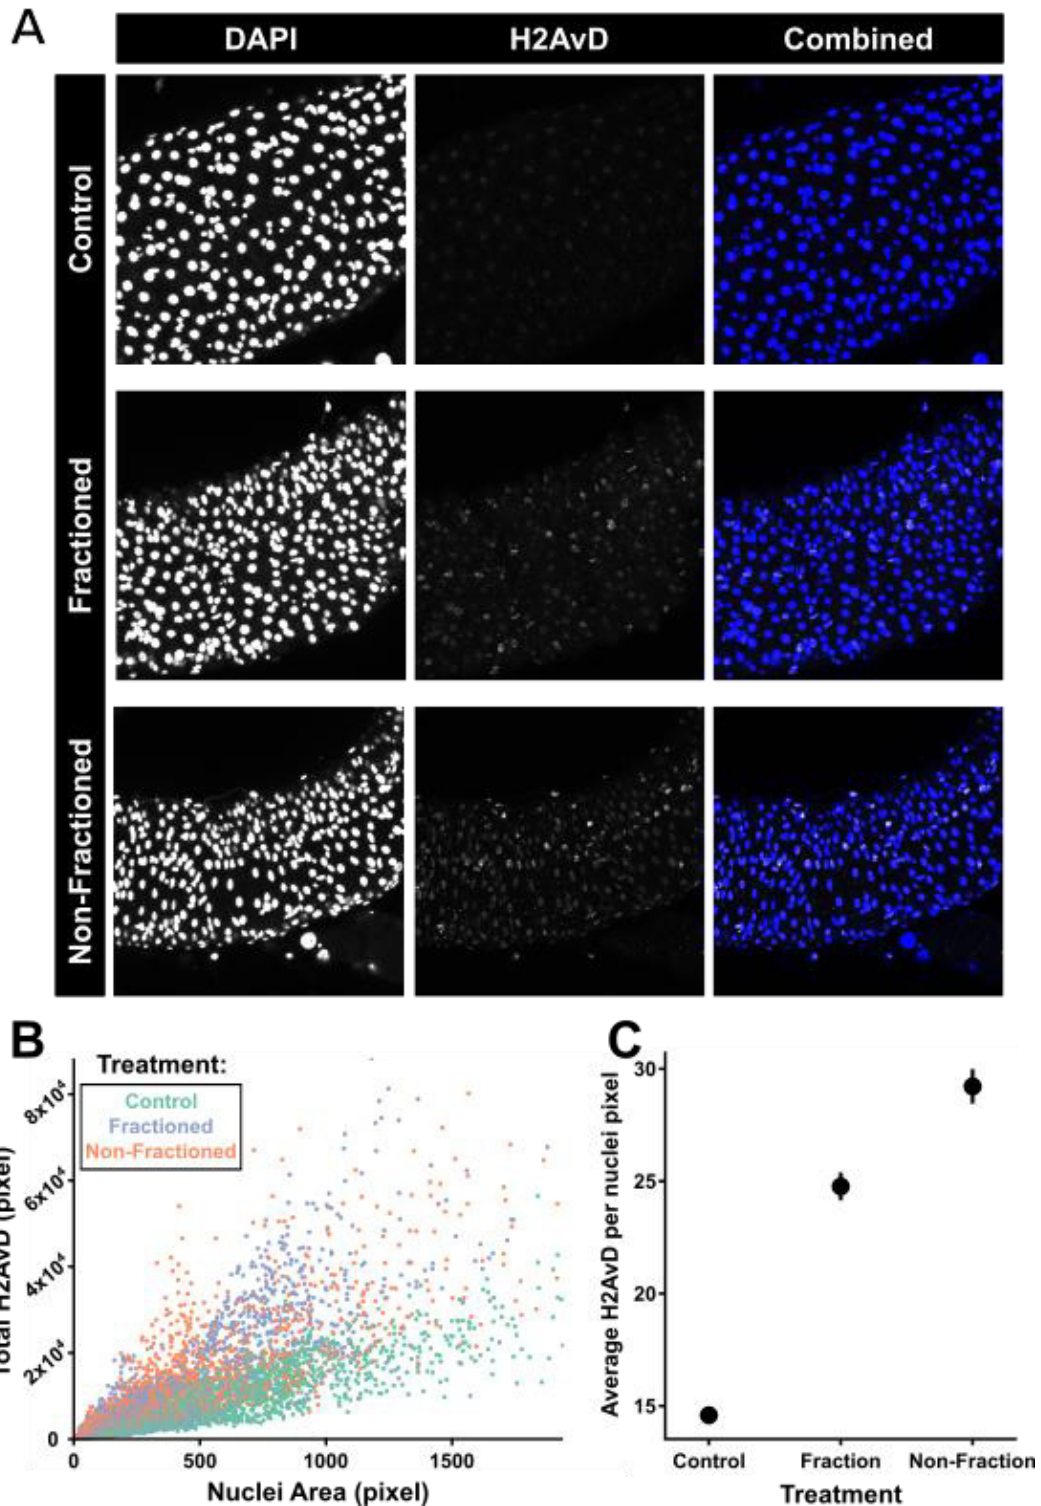 A
DAPI H2AvD Combined
Control
Fractioned
Non-Fractioned
B
Treatment:
Control
Fractioned
Non-Fractioned
Total H2AvD (pixel)
8x10⁴
6x10⁴
4x10⁴
2x10⁴
0
0 500 1000 1500
Nuclei Area (pixel)
C
Average H2AvD per nuclei pixel
30
25
20
15
Control Fraction Non-Fraction
Treatment